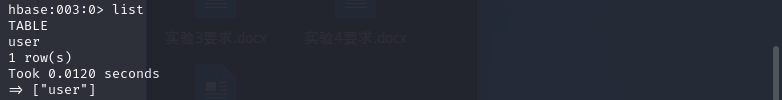 hbase:003:0> list
TABLE
实验3要求.docx
实验4要求.docx
user
1 row(s)
Took 0.0120 seconds
=> ["user"]